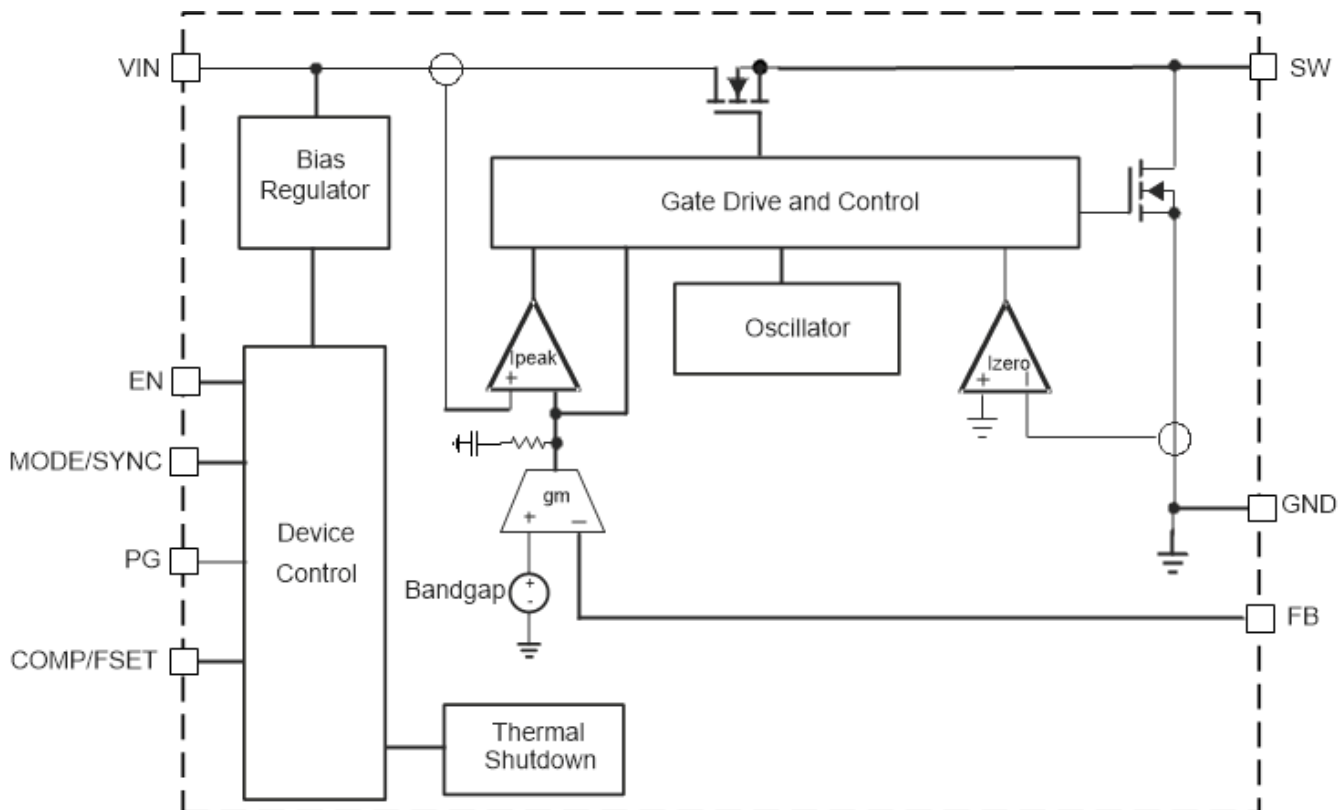 VIN
SW
Bias
Regulator
Gate Drive and Control
Oscillator
Ipeak
+
Izero
+ −
EN
MODE/SYNC
gm
+ −
GND
Device
Control
PG
Bandgap
+
-
FB
COMP/FSET
Thermal
Shutdown